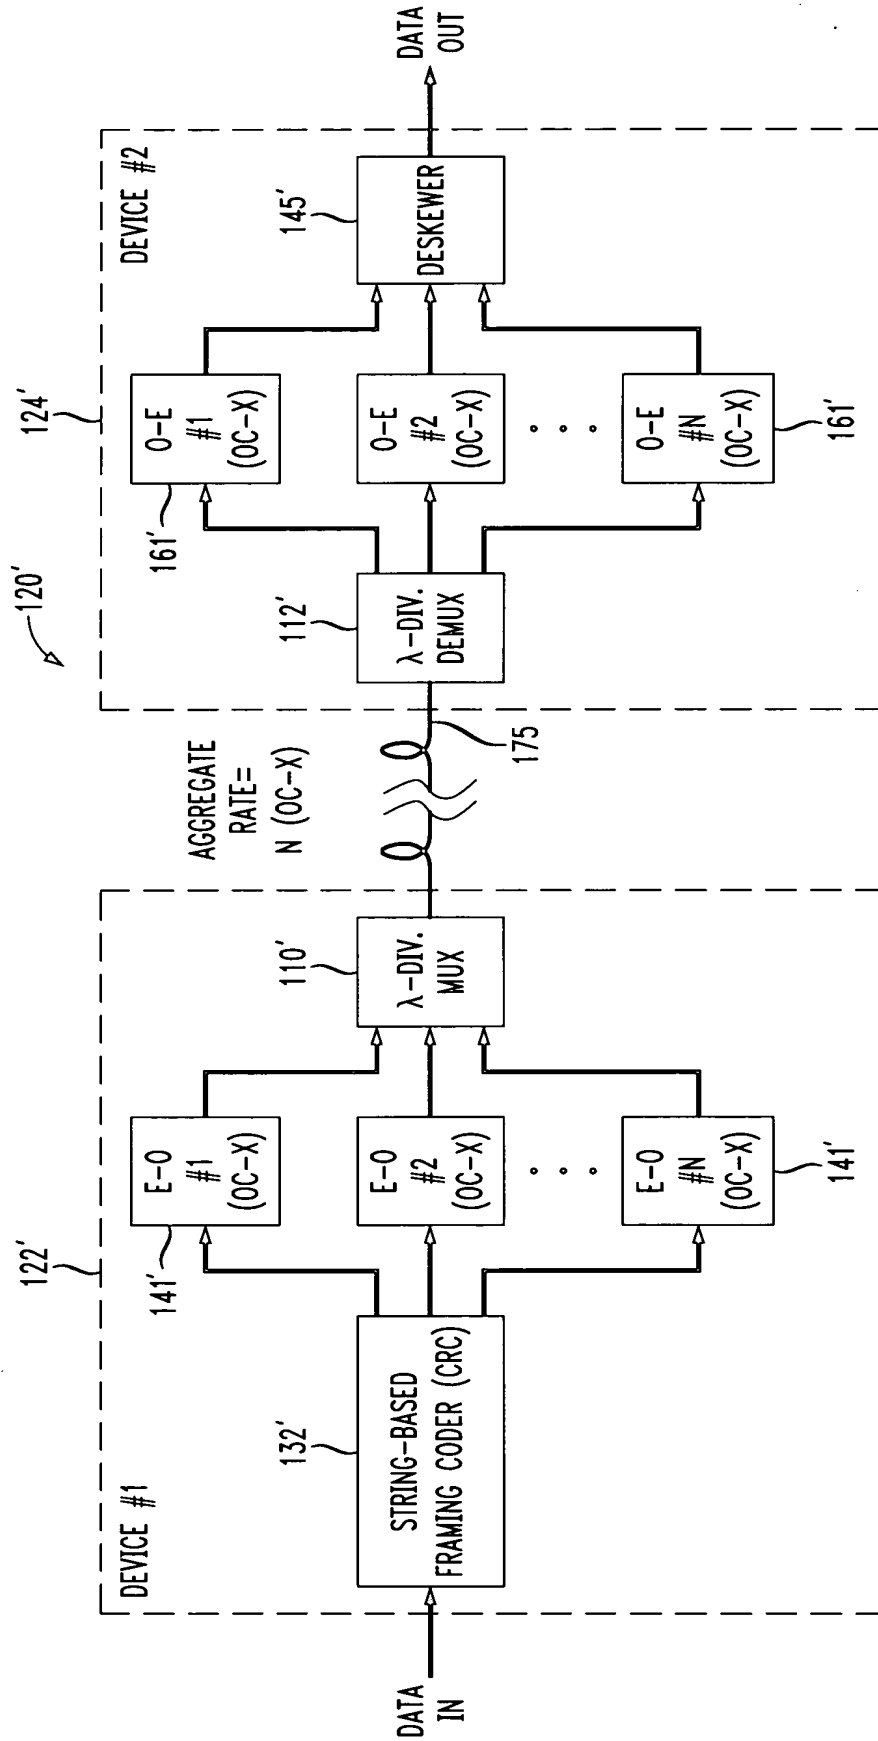 120′
DEVICE #1
122′
DATA
IN
132′
STRING-BASED
FRAMING CODER (CRC)
141′
E-O
#1
(OC-X)
E-O
#2
(OC-X)
E-O
#N
(OC-X)
141′
110′
λ-DIV.
MUX
AGGREGATE
RATE=
N (OC-X)
175
DEVICE #2
124′
112′
λ-DIV.
DEMUX
161′
O-E
#1
(OC-X)
O-E
#2
(OC-X)
O-E
#N
(OC-X)
161′
145′
DESKEWER
DATA
OUT